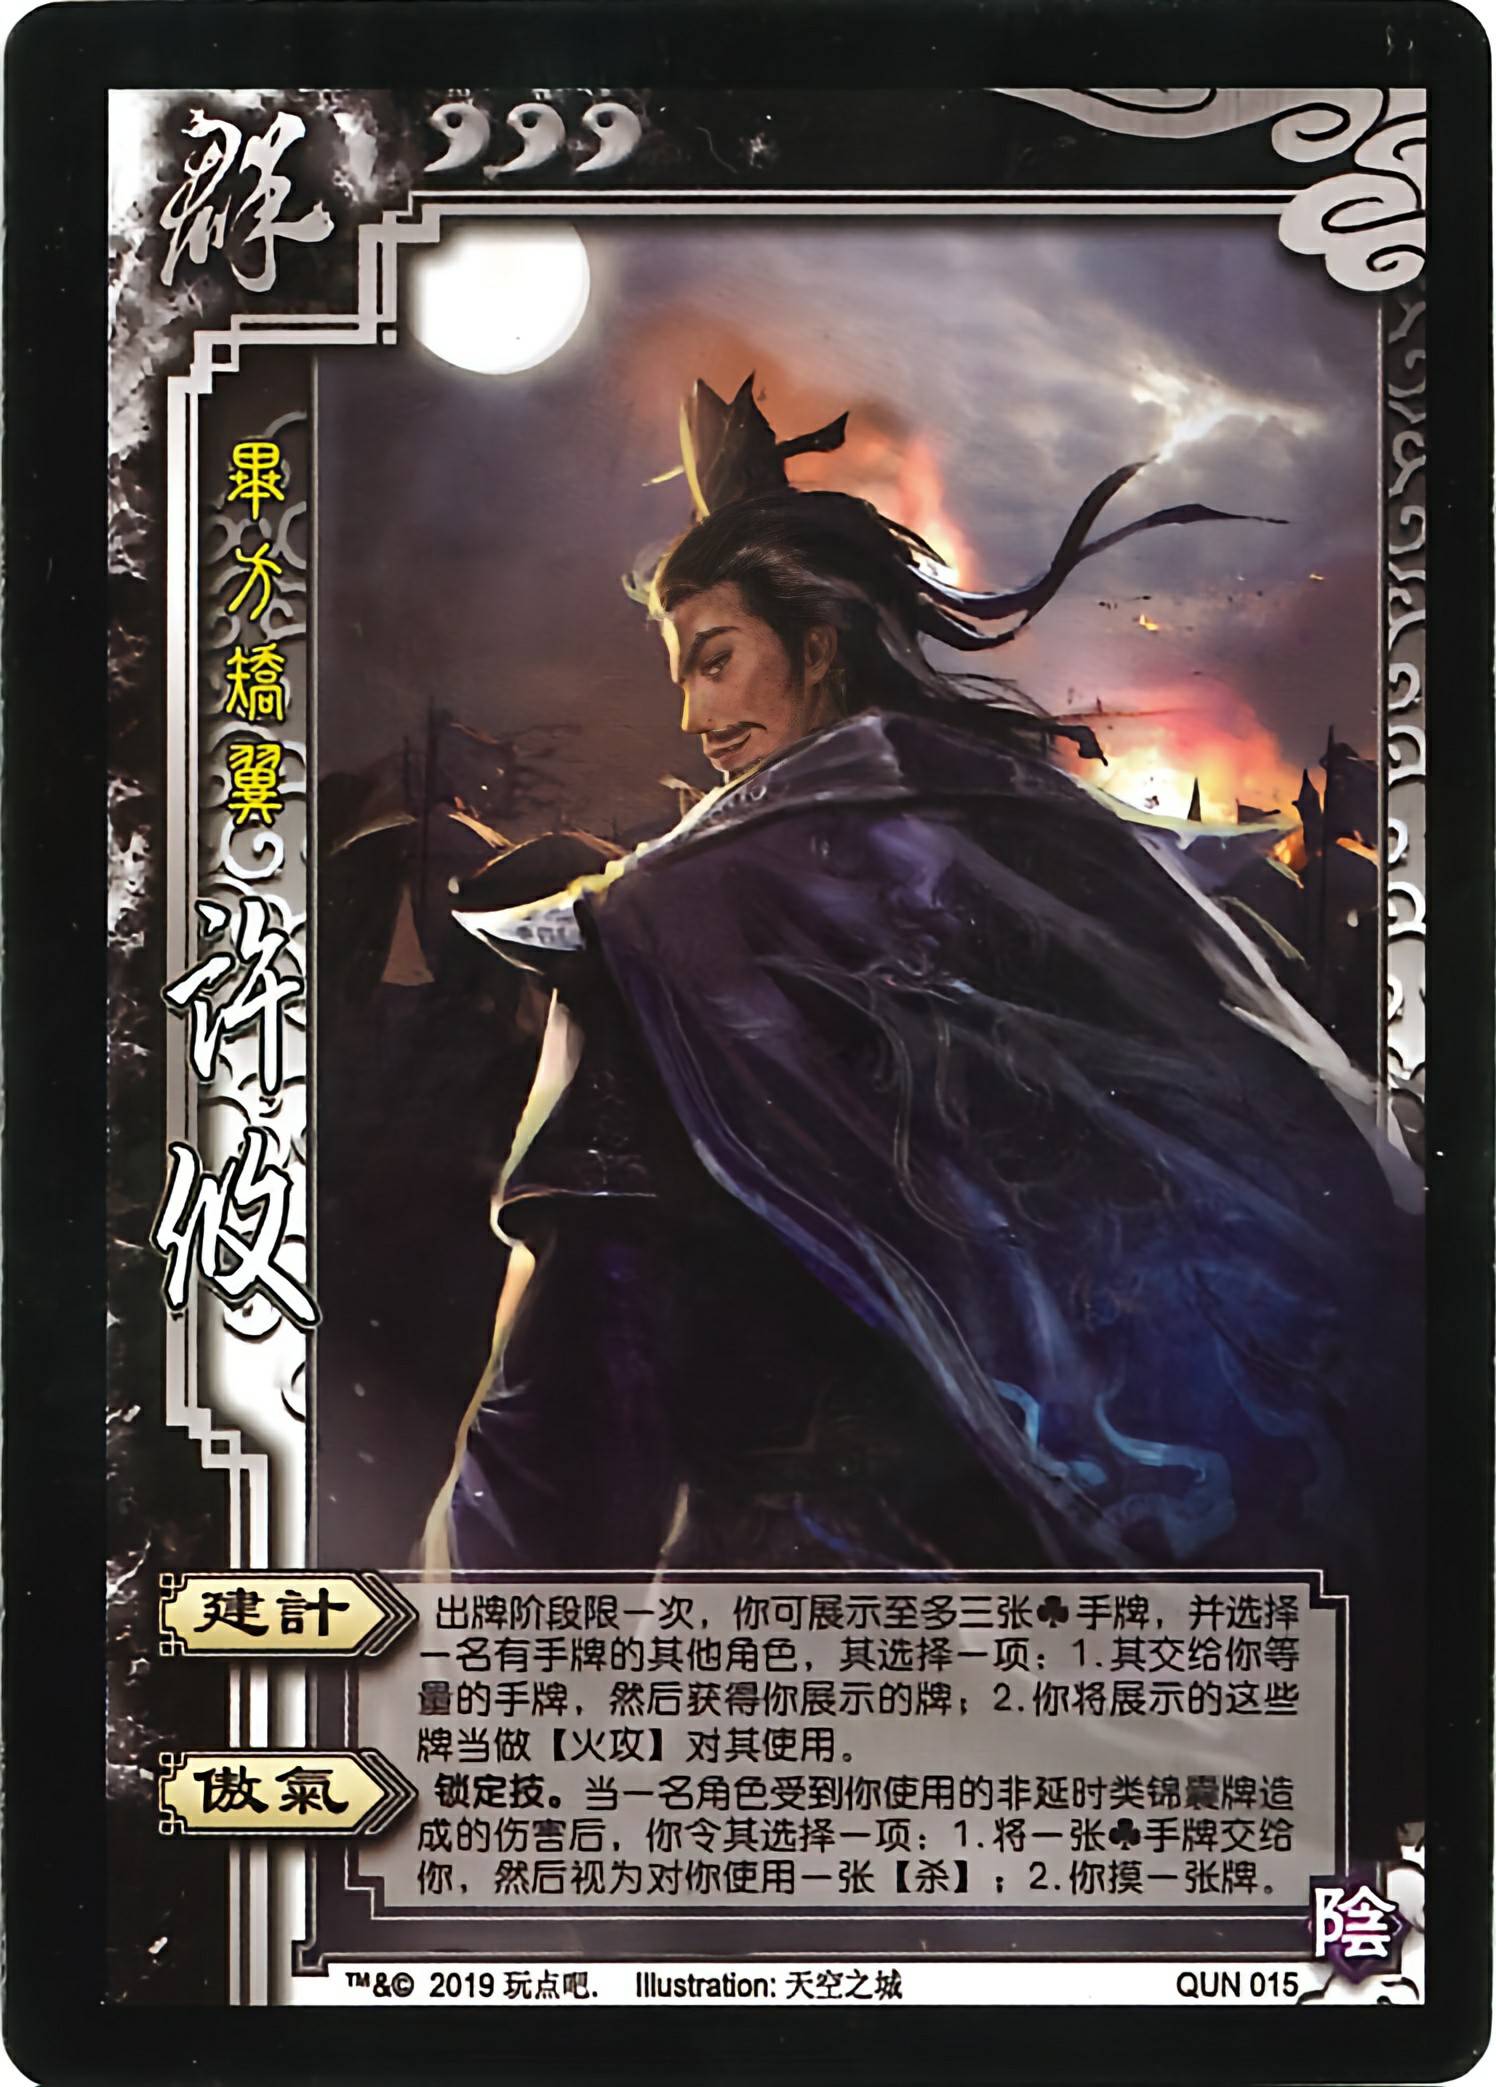 群
畢方矯翼
许攸
建計
出牌阶段限一次，你可展示至多三张♣手牌，并选择
一名有手牌的其他角色，其选择一项：1.其交给你等
量的手牌，然后获得你展示的牌；2.你将展示的这些
牌当做【火攻】对其使用。
傲氣
锁定技。当一名角色受到你使用的非延时类锦囊牌造
成的伤害后，你令其选择一项：1.将一张♣手牌交给
你，然后视为对你使用一张【杀】；2.你摸一张牌。
陰
™&© 2019 玩点吧. Illustration: 天空之城 QUN 015